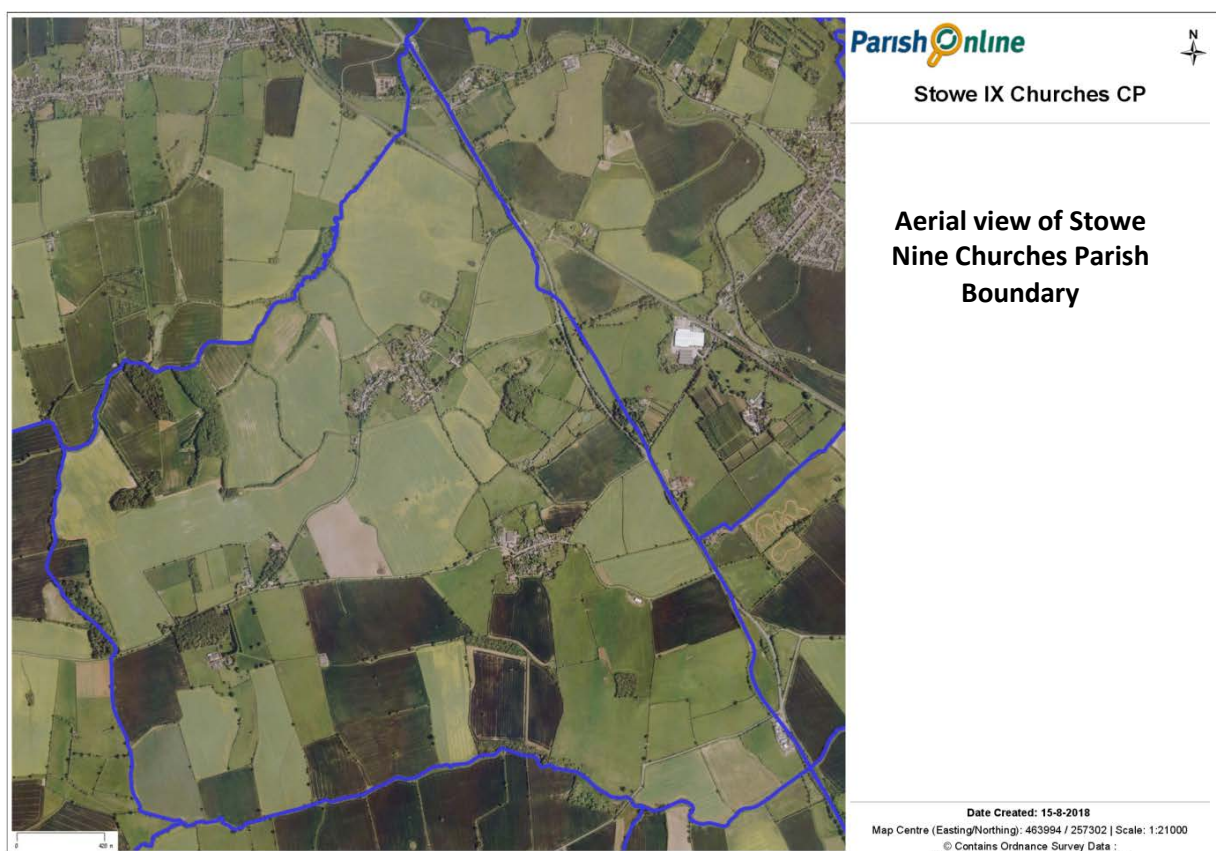 Parish Online
N
Stowe IX Churches CP
Aerial view of Stowe
Nine Churches Parish
Boundary
0 420 m
Date Created: 15-8-2018
Map Centre (Easting/Northing): 463994 / 257302 | Scale: 1:21000
© Contains Ordnance Survey Data :